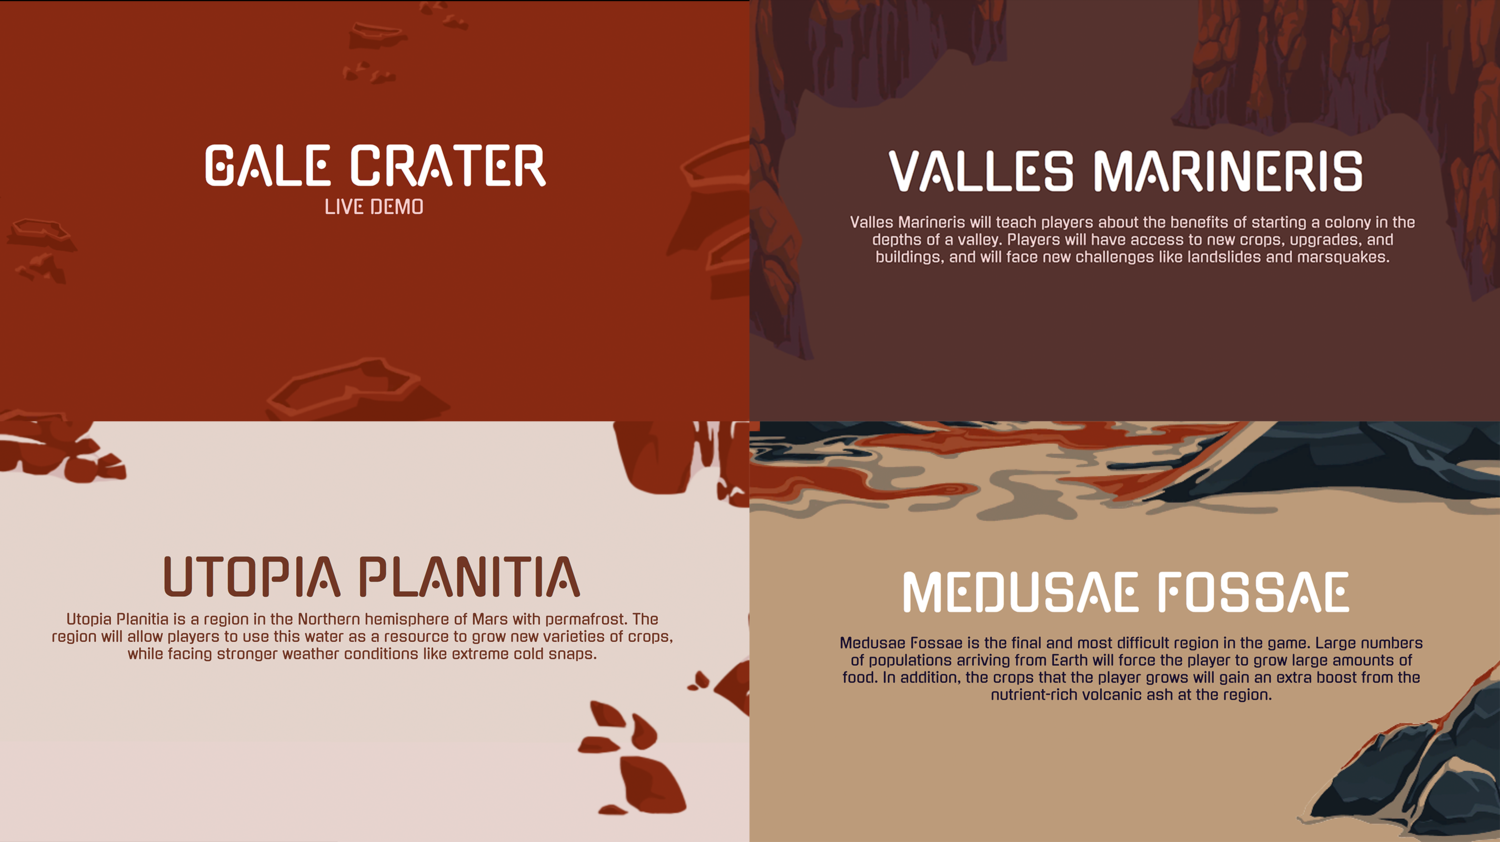 GALE CRATER
LIVE DEMO
VALLES MARINERIS
Valles Marineris will teach players about the benefits of starting a colony in the
depths of a valley. Players will have access to new crops, upgrades, and
buildings, and will face new challenges like landslides and marsquakes.
UTOPIA PLANITIA
Utopia Planitia is a region in the Northern hemisphere of Mars with permafrost. The
region will allow players to use this water as a resource to grow new varieties of crops,
while facing stronger weather conditions like extreme cold snaps.
MEDUSAE FOSSAE
Medusae Fossae is the final and most difficult region in the game. Large numbers
of populations arriving from Earth will force the player to grow large amounts of
food. In addition, the crops that the player grows will gain an extra boost from the
nutrient-rich volcanic ash at the region.